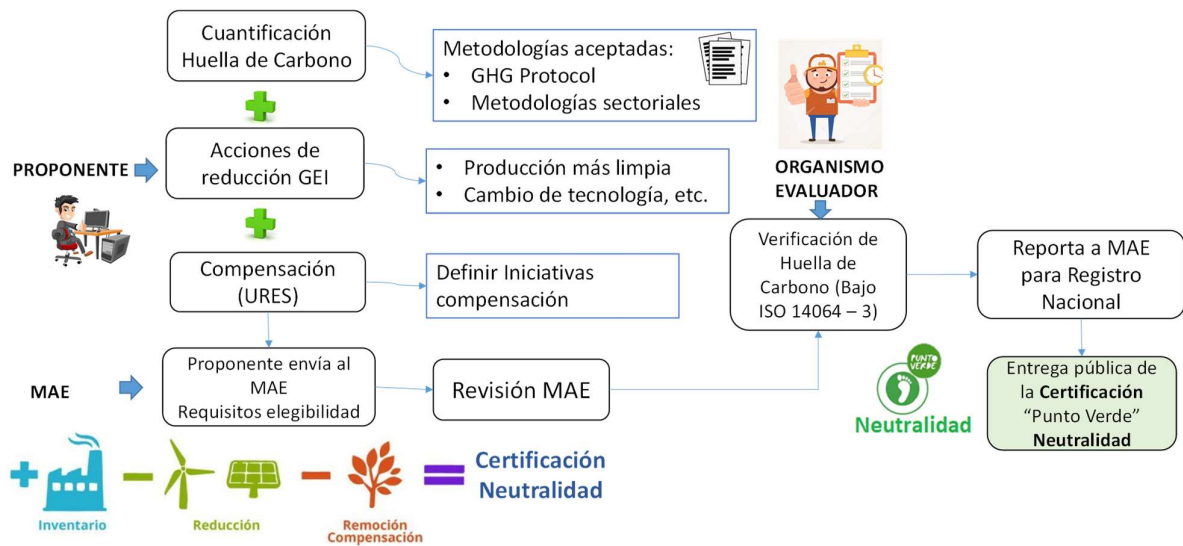 Cuantificación
Huella de Carbono
Metodologías aceptadas:
• GHG Protocol
• Metodologías sectoriales
PROPONENTE
Acciones de
reducción GEI
• Producción más limpia
• Cambio de tecnología, etc.
ORGANISMO
EVALUADOR
Compensación
(URES)
Definir Iniciativas
compensación
Verificación de
Huella de
Carbono (Bajo
ISO 14064 – 3)
Reporta a MAE
para Registro
Nacional
MAE
Proponente envía al
MAE
Requisitos elegibilidad
Revisión MAE
PUNTO
VERDE
Neutralidad
Entrega pública de
la Certificación
“Punto Verde”
Neutralidad
Inventario
Reducción
Remoción
Compensación
Certificación
Neutralidad